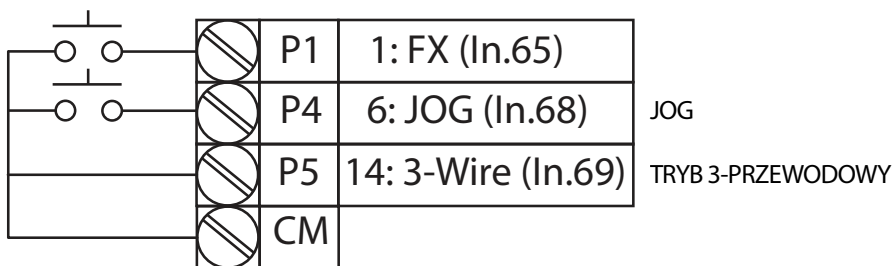 P1 1: FX (In.65)
P4 6: JOG (In.68) JOG
P5 14: 3-Wire (In.69) TRYB 3-PRZEWODOWY
CM